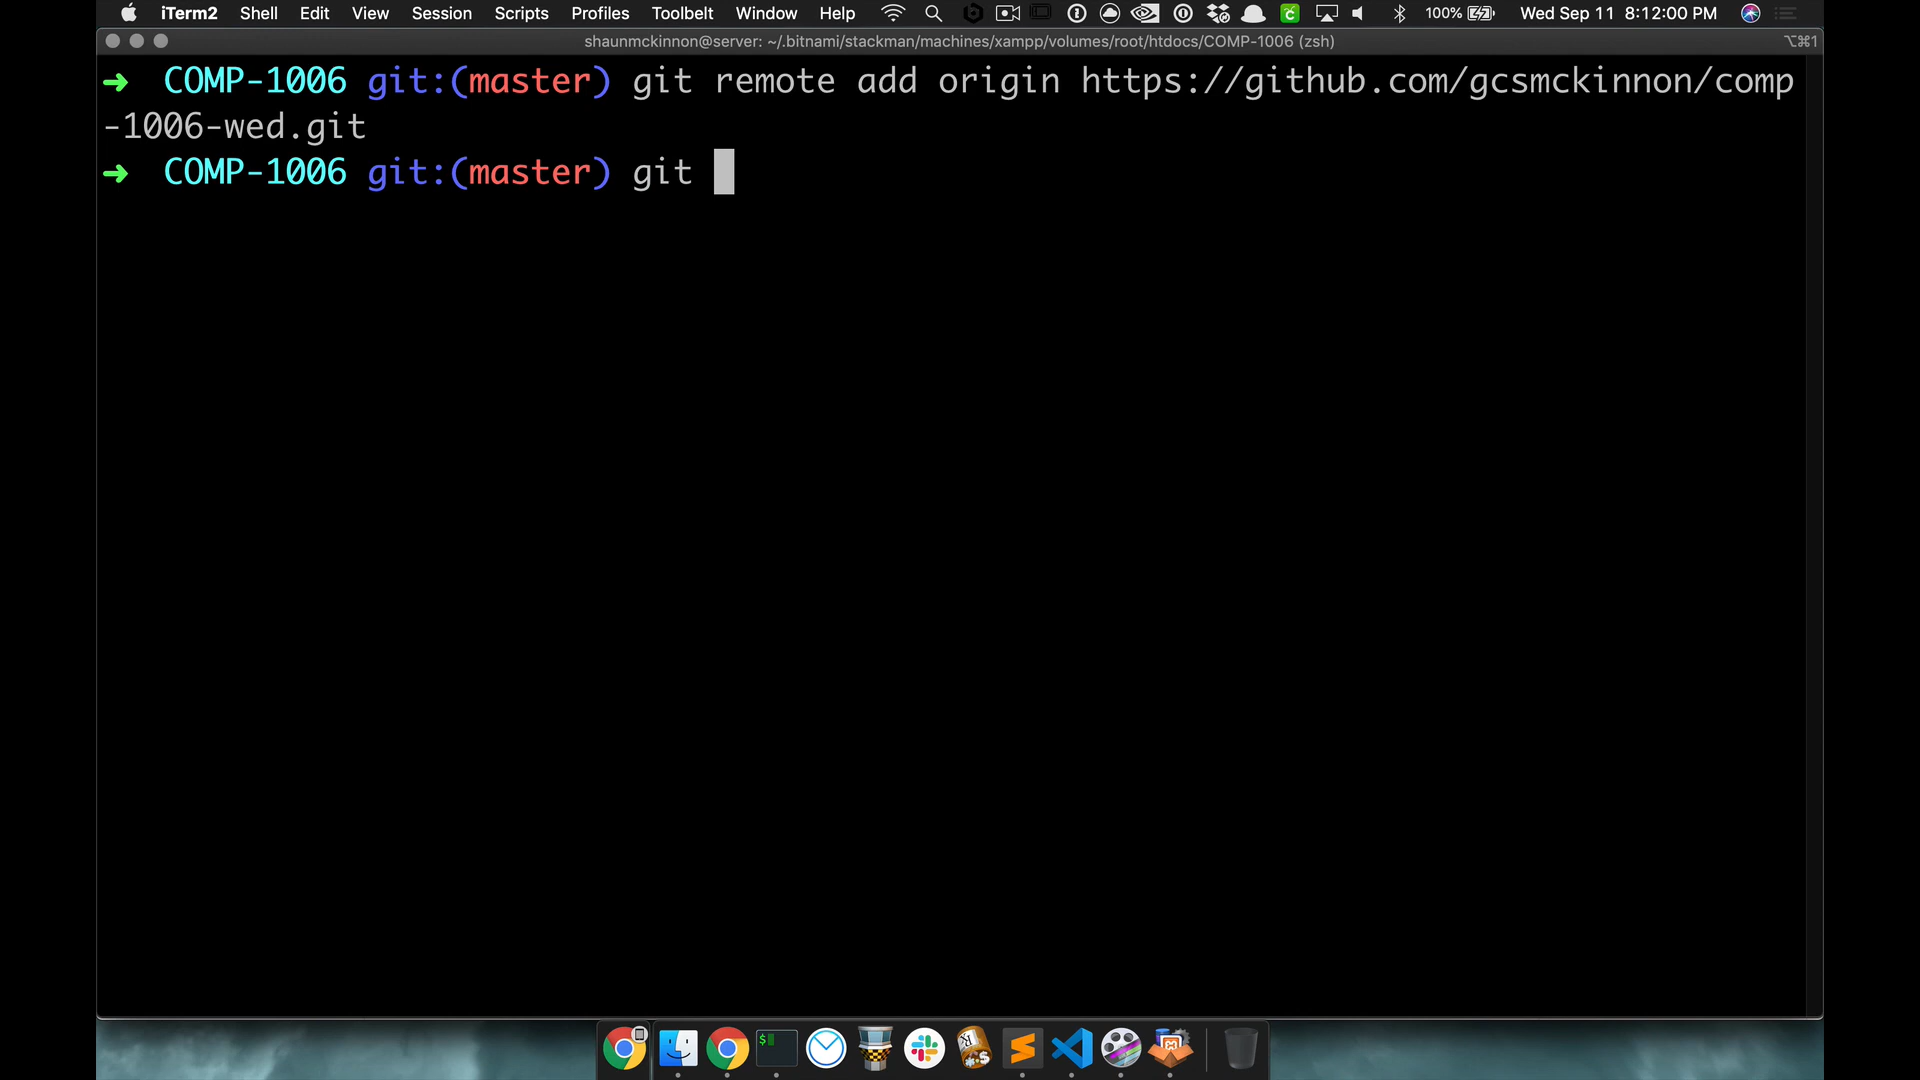 iTerm2 Shell Edit View Session Scripts Profiles Toolbelt Window Help 100% Wed Sep 11 8:12:00 PM
shaunmckinnon@server: ~/.bitnami/stackman/machines/xampp/volumes/root/htdocs/COMP-1006 (zsh) ⌥⌘1
➜ COMP-1006 git:(master) git remote add origin https://github.com/gcsmckinnon/comp
-1006-wed.git
➜ COMP-1006 git:(master) git